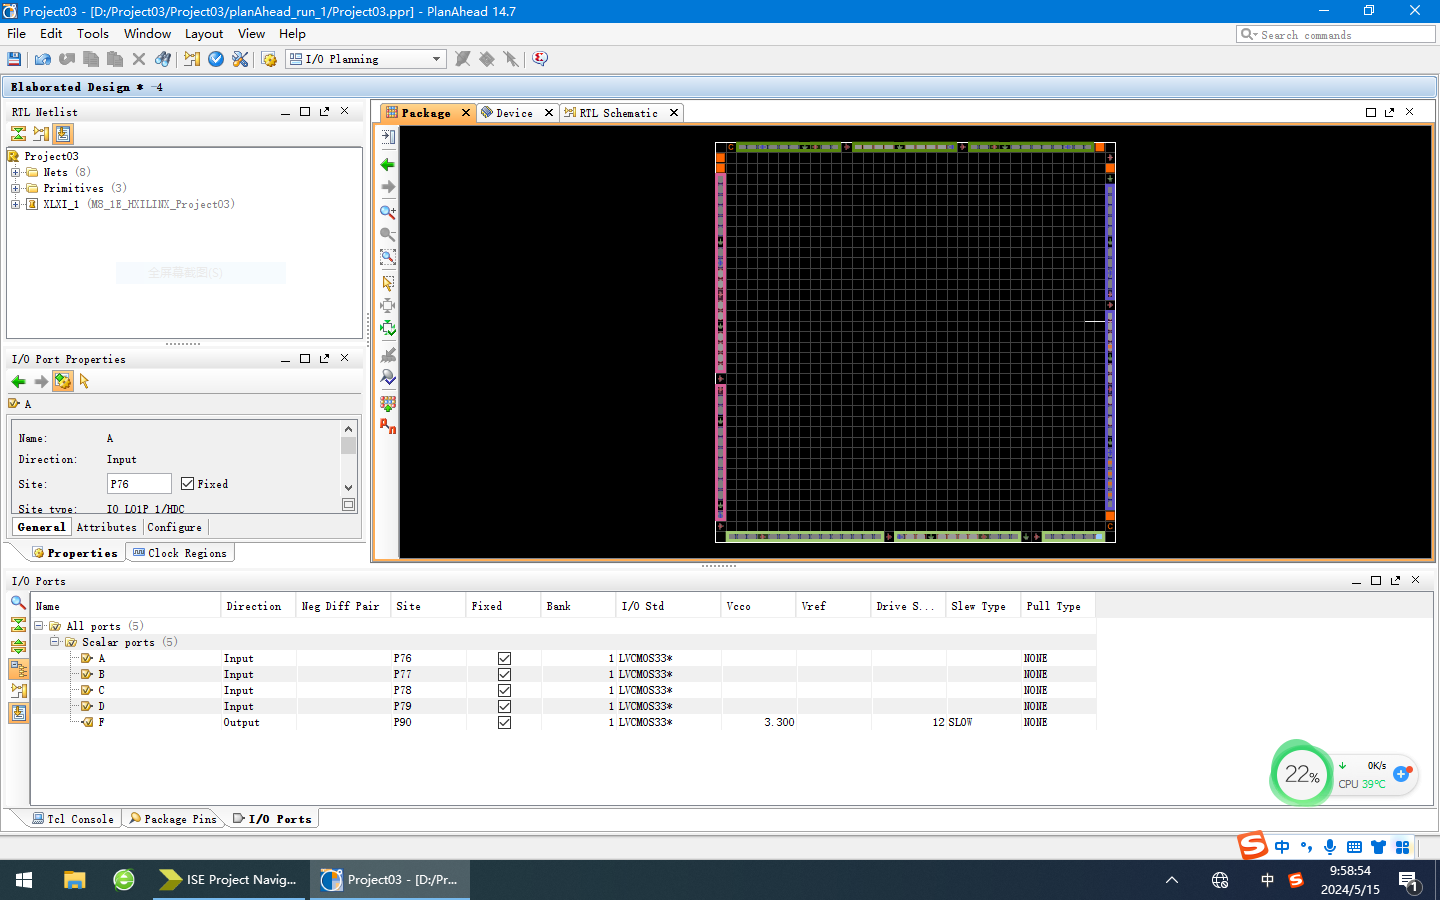 Project03 - [D:/Project03/Project03/planAhead_run_1/Project03.ppr] - PlanAhead 14.7
File Edit Tools Window Layout View Help
Search commands
I/O Planning
Elaborated Design * -4
RTL Netlist
Project03
Nets (8)
Primitives (3)
XLXI_1 (M8_1E_HXILINX_Project03)
全屏幕截图(S)
I/O Port Properties
A
Name: A
Direction: Input
Site: P76 Fixed
Site type: IO_L01P_1/HDC
General Attributes Configure
Properties Clock Regions
Package Device RTL Schematic
I/O Ports
Name Direction Neg Diff Pair Site Fixed Bank I/O Std Vcco Vref Drive S... Slew Type Pull Type
All ports (5)
Scalar ports (5)
A Input P76 1 LVCMOS33* NONE
B Input P77 1 LVCMOS33* NONE
C Input P78 1 LVCMOS33* NONE
D Input P79 1 LVCMOS33* NONE
F Output P90 1 LVCMOS33* 3.300 12 SLOW NONE
22%
0K/s
CPU 39℃
Tcl Console Package Pins I/O Ports
中
ISE Project Navig...
Project03 - [D:/Pr...
中
9:58:54
2024/5/15
1